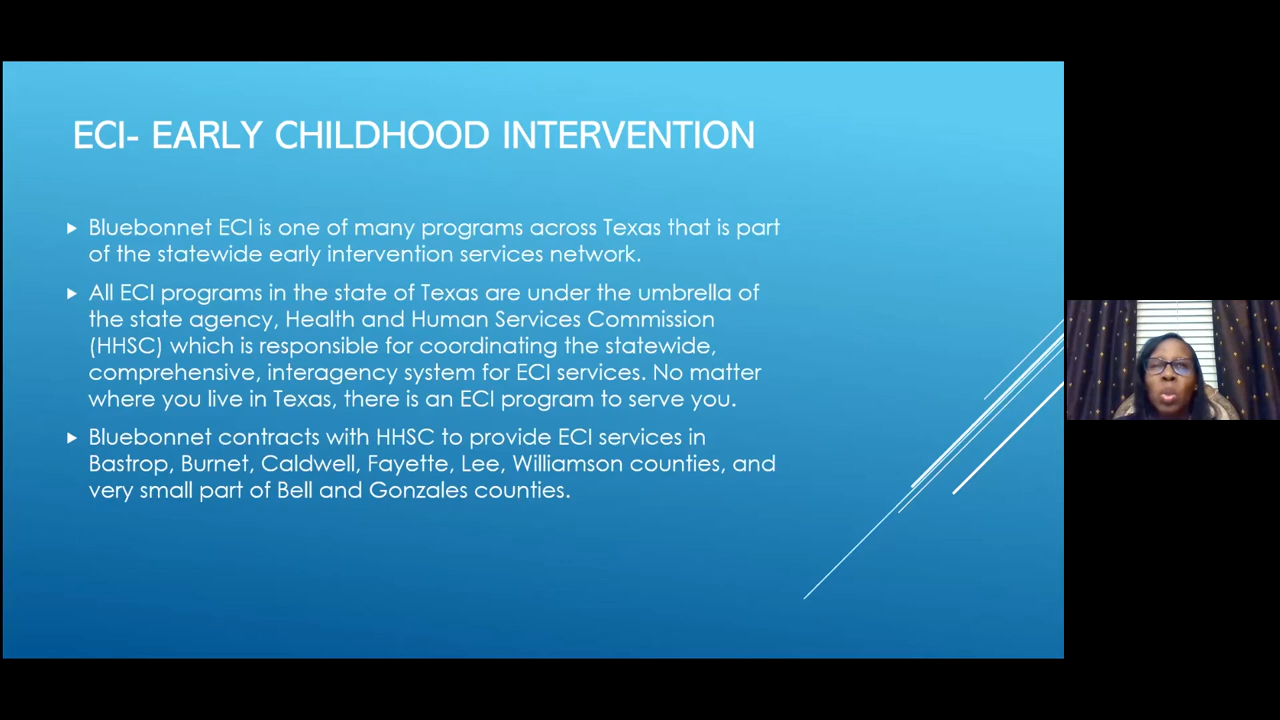 ECI- EARLY CHILDHOOD INTERVENTION
Bluebonnet ECI is one of many programs across Texas that is part
of the statewide early intervention services network.
All ECI programs in the state of Texas are under the umbrella of
the state agency, Health and Human Services Commission
(HHSC) which is responsible for coordinating the statewide,
comprehensive, interagency system for ECI services. No matter
where you live in Texas, there is an ECI program to serve you.
Bluebonnet contracts with HHSC to provide ECI services in
Bastrop, Burnet, Caldwell, Fayette, Lee, Williamson counties, and
very small part of Bell and Gonzales counties.